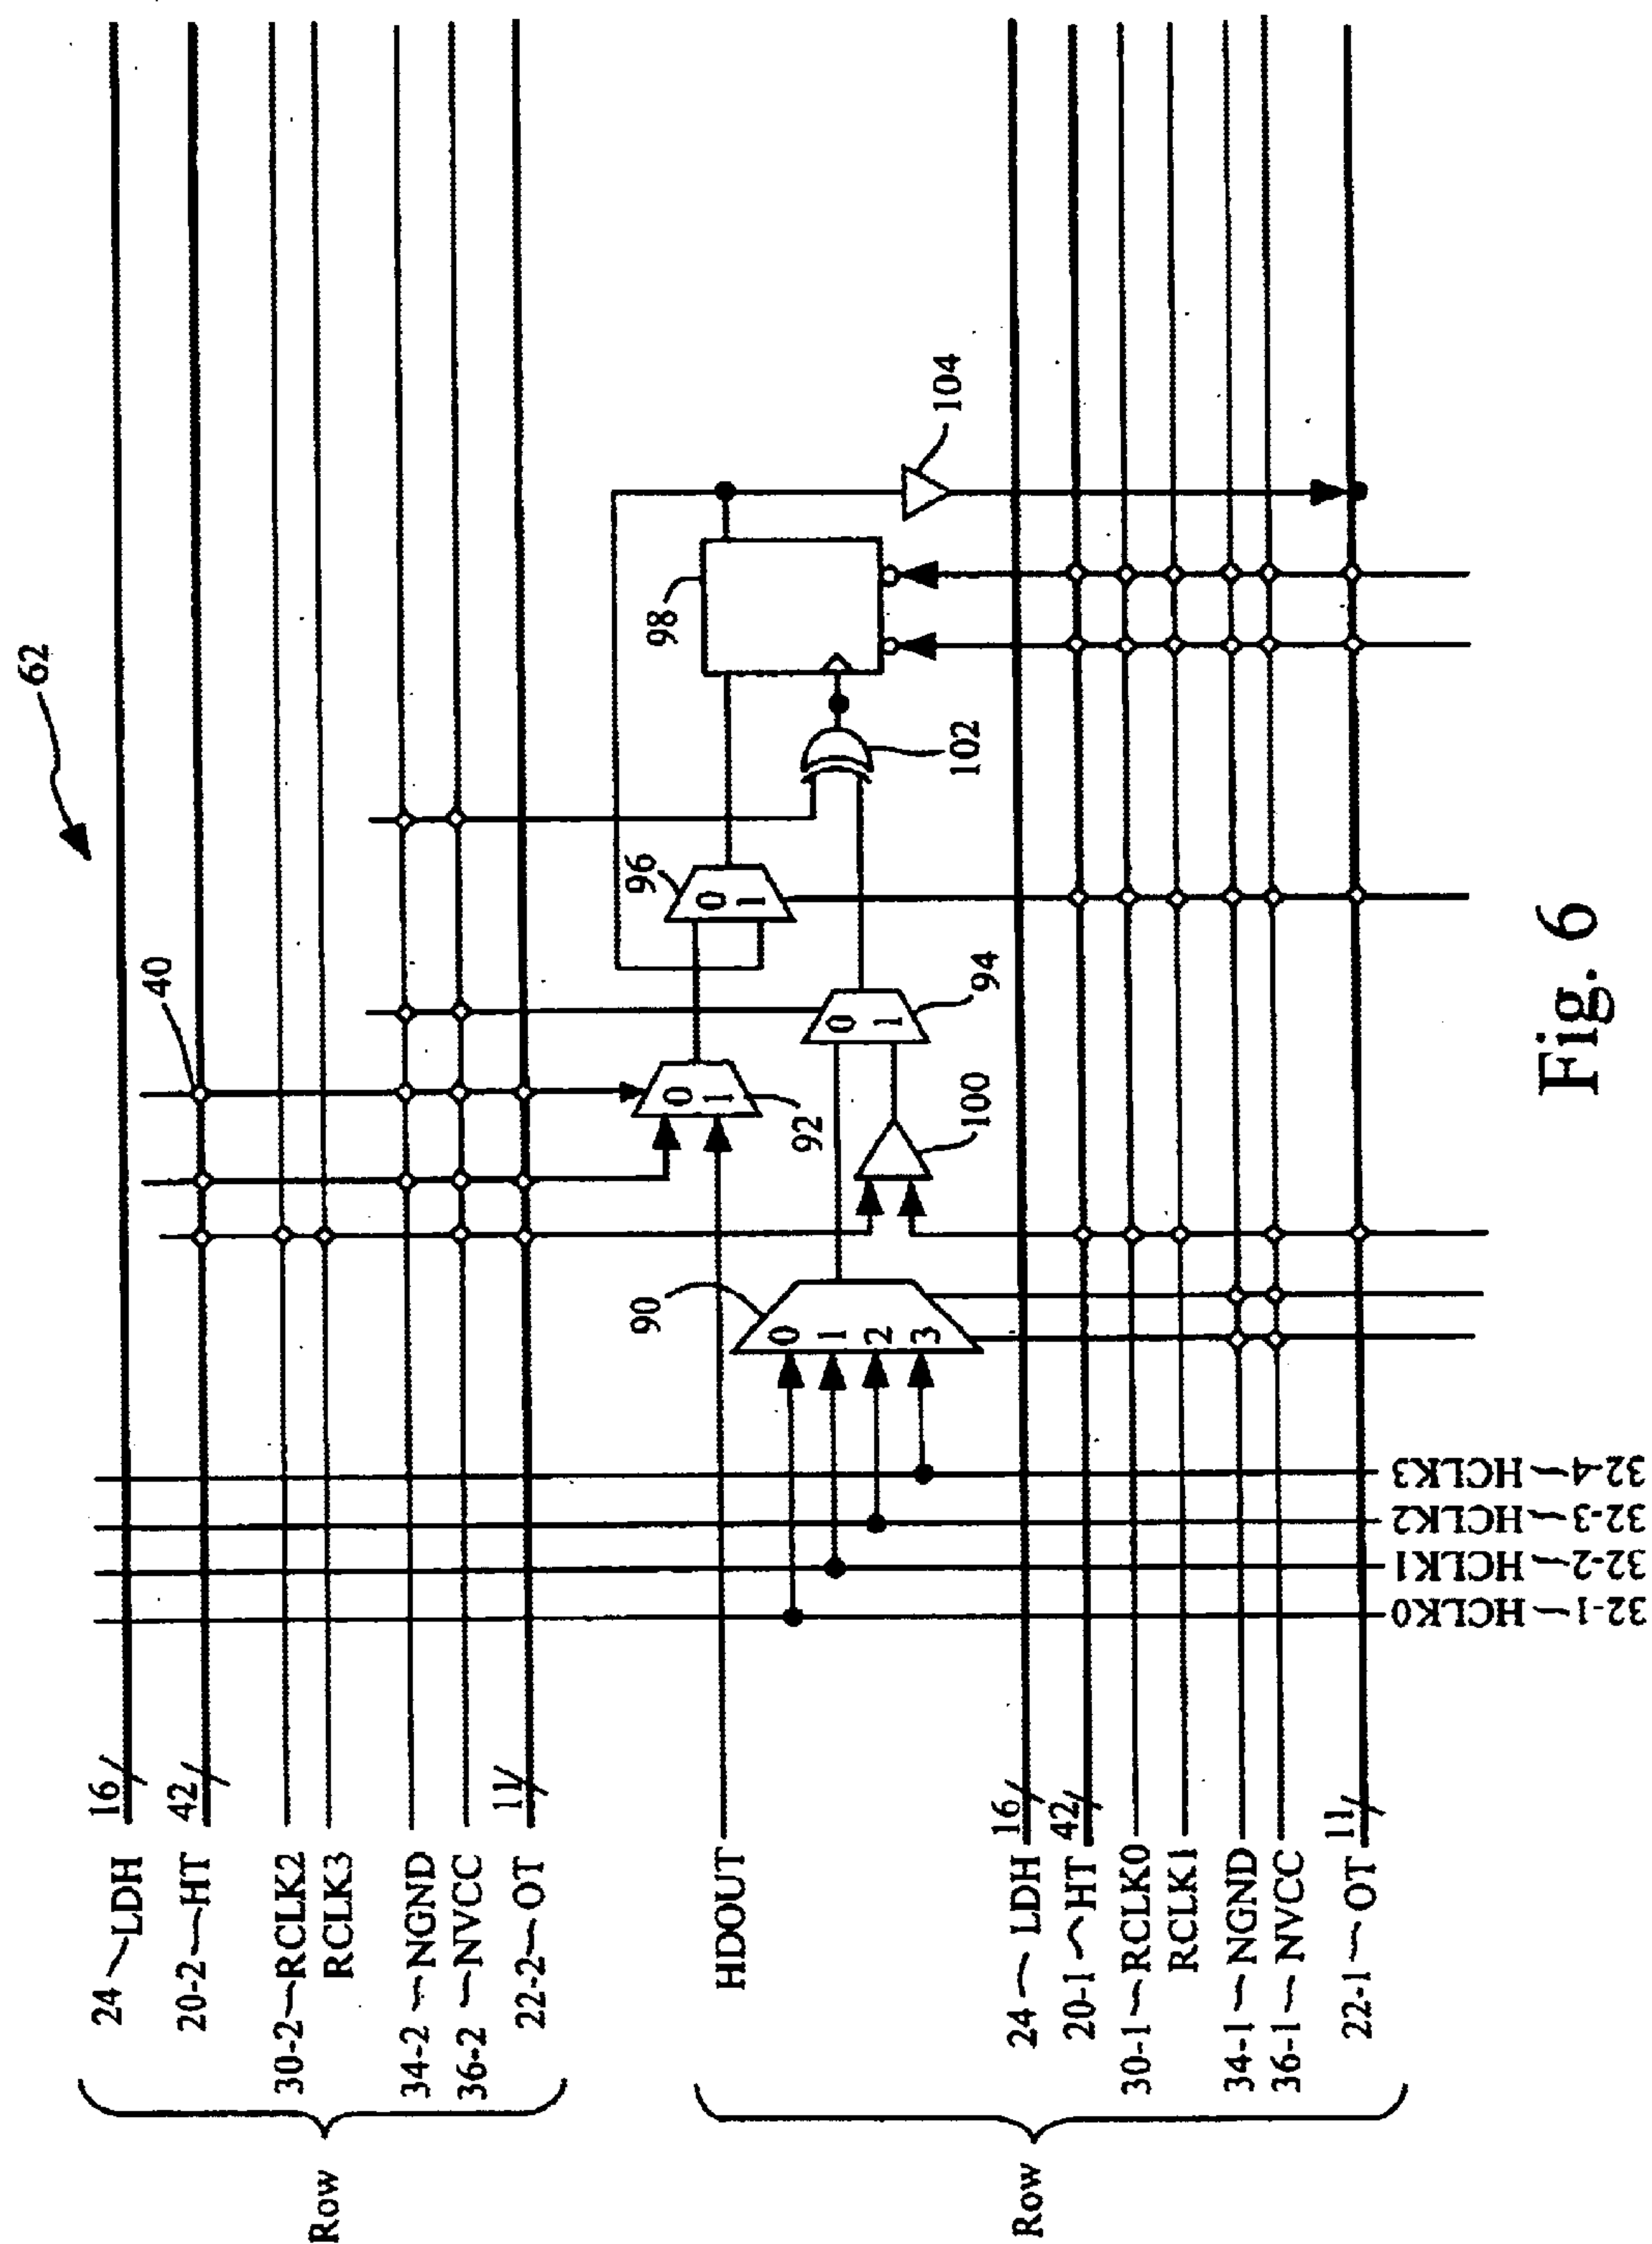 62
Row
24 LDH 16
20-2 HT 42
30-2 RCLK2
RCLK3
34-2 NGND
36-2 NVCC
22-2 OT 11
40
HDOUT
90
0
1
2
3
92
0
1
100
94
0
1
96
0
1
102
98
104
Row
24 LDH 16
20-1 HT 42
30-1 RCLK0
RCLK1
34-1 NGND
36-1 NVCC
22-1 OT 11
32-1 HCLK0
32-2 HCLK1
32-3 HCLK2
32-4 HCLK3
Fig. 6